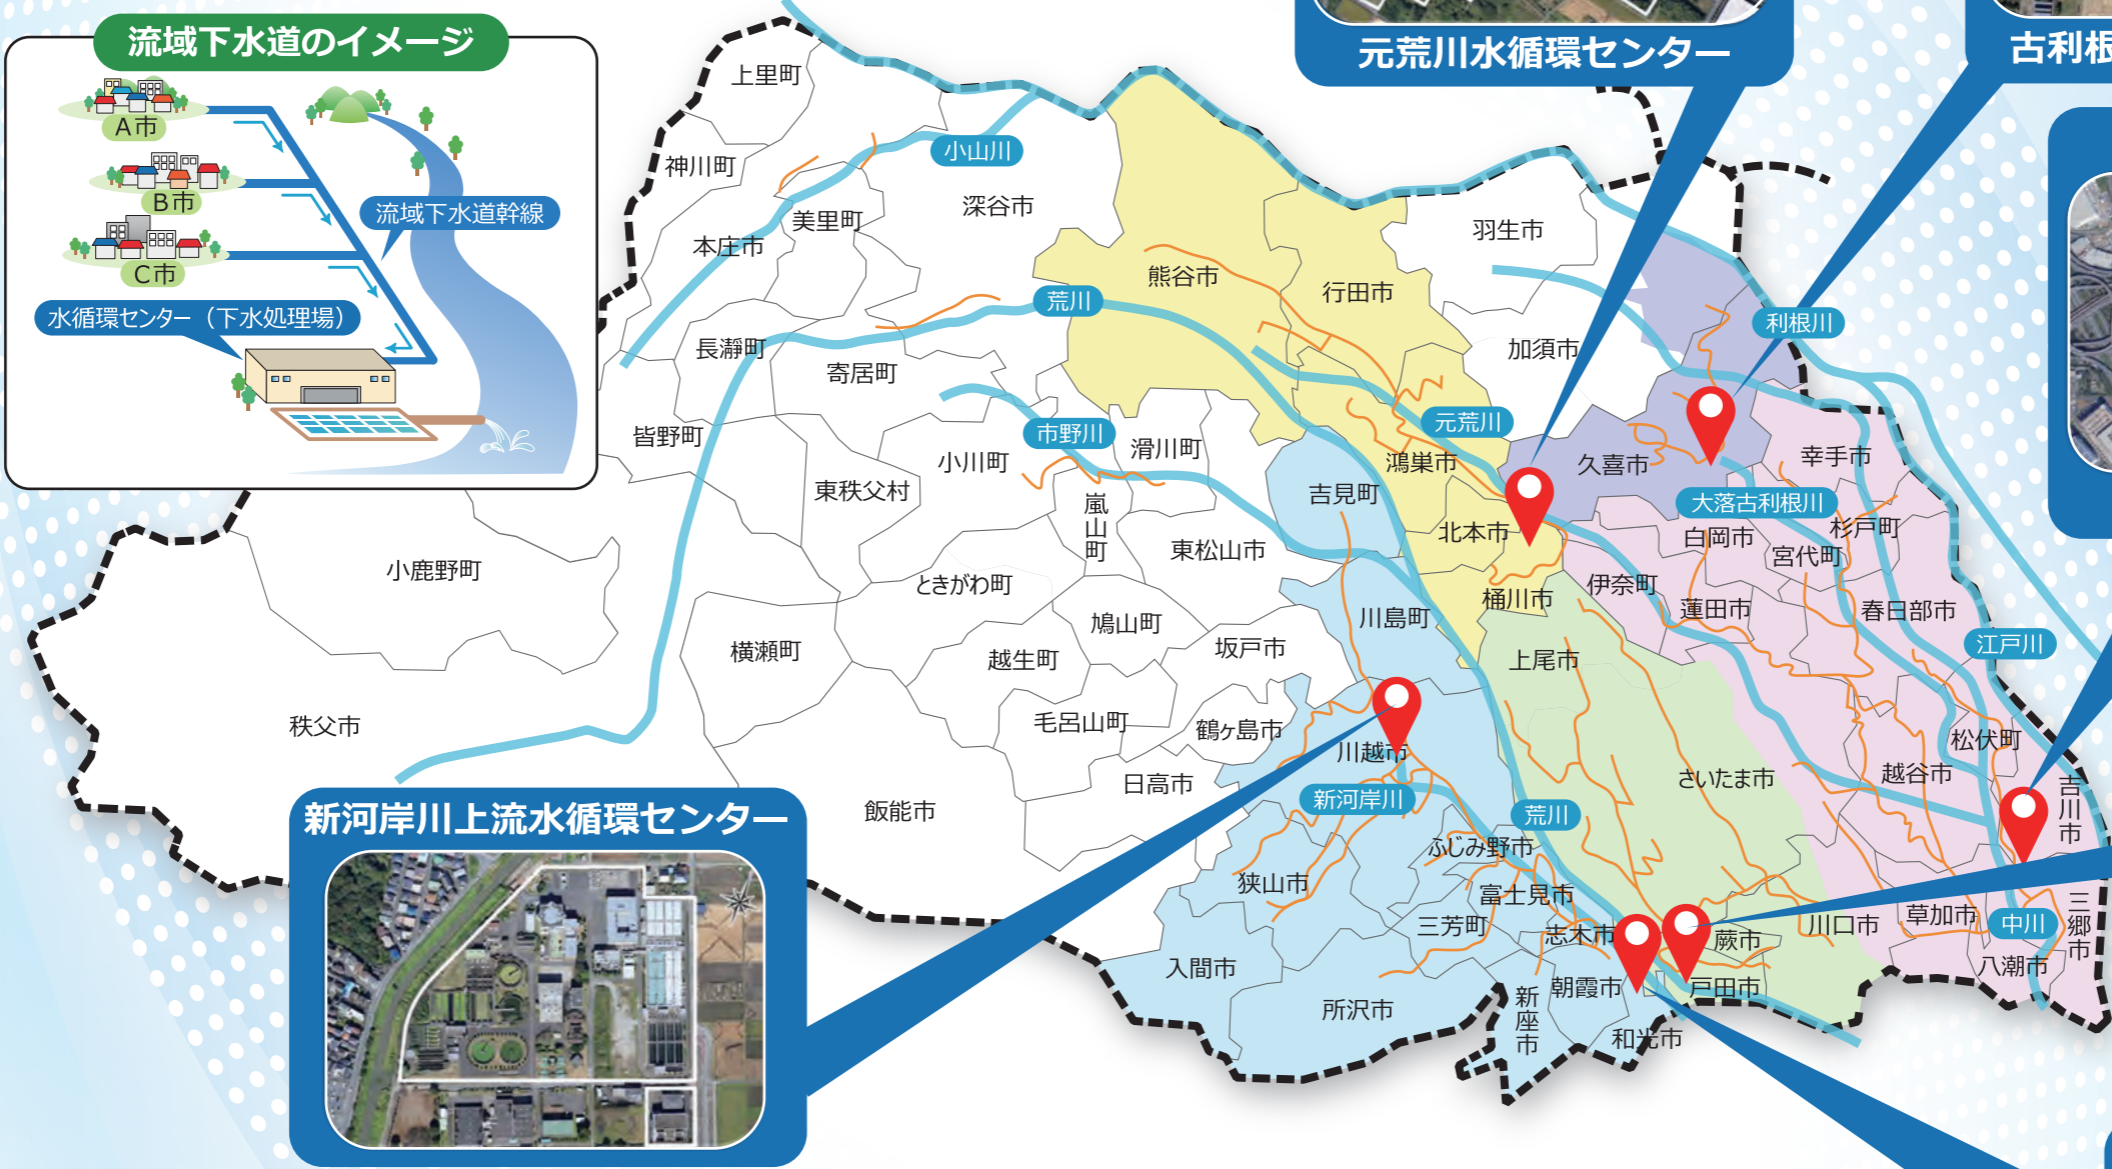 流域下水道のイメージ
A市
B市
C市
流域下水道幹線
水循環センター（下水処理場）
元荒川水循環センター
古利根
上里町
神川町
小山川
深谷市
美里町
本庄市
熊谷市
行田市
羽生市
荒川
利根川
加須市
長瀞町
寄居町
元荒川
市野川
滑川町
皆野町
小川町
鴻巣市
久喜市
幸手市
東秩父村
吉見町
大落古利根川
嵐山町
北本市
白岡市
杉戸町
宮代町
東松山市
小鹿野町
ときがわ町
桶川市
伊奈町
蓮田市
春日部市
川島町
鳩山町
横瀬町
越生町
坂戸市
上尾市
江戸川
秩父市
毛呂山町
鶴ヶ島市
川越市
松伏町
さいたま市
越谷市
日高市
新河岸川
荒川
吉川市
飯能市
新河岸川上流水循環センター
ふじみ野市
狭山市
富士見市
三芳町
志木市
蕨市
川口市
草加市
中川
三郷市
入間市
八潮市
朝霞市
戸田市
所沢市
新座市
和光市